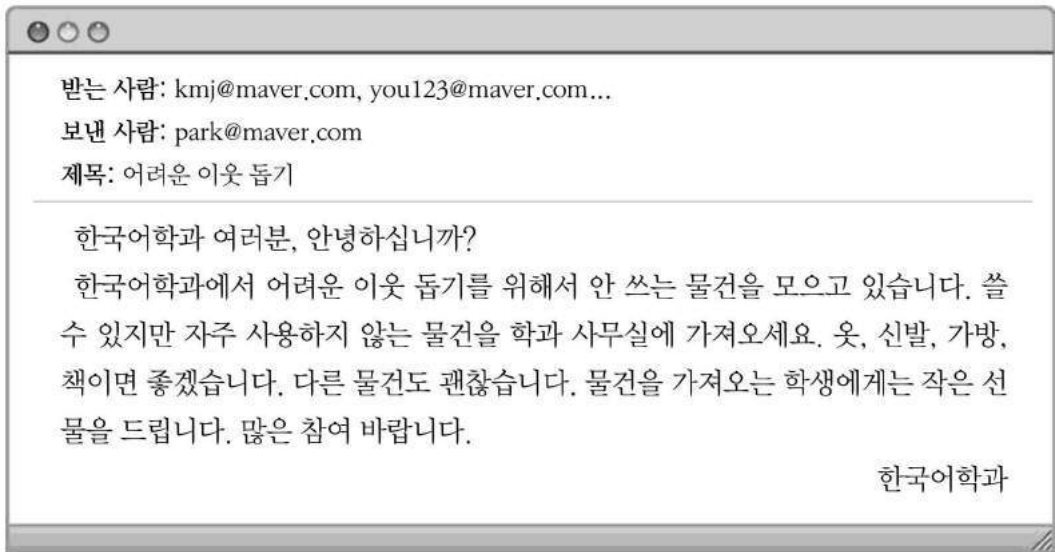 받는 사람: kmj@maver.com, you123@maver.com...
보낸 사람: park@maver.com
제목: 어려운 이웃 돕기
한국어학과 여러분, 안녕하십니까?
한국어학과에서 어려운 이웃 돕기를 위해서 안 쓰는 물건을 모으고 있습니다. 쓸
수 있지만 자주 사용하지 않는 물건을 학과 사무실에 가져오세요. 옷, 신발, 가방,
책이면 좋겠습니다. 다른 물건도 괜찮습니다. 물건을 가져오는 학생에게는 작은 선
물을 드립니다. 많은 참여 바랍니다.
한국어학과